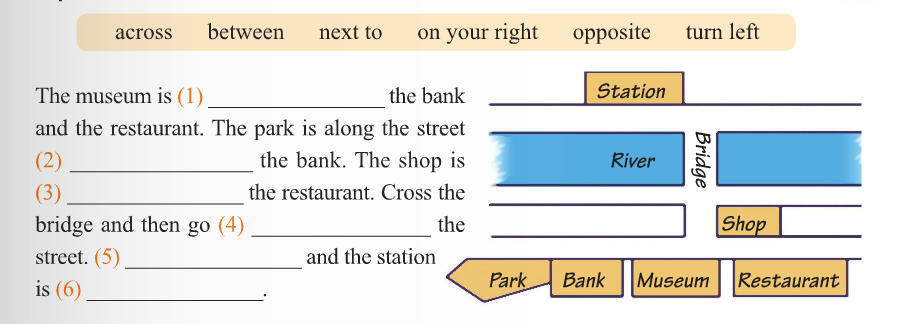 across between next to on your right opposite turn left
The museum is (1) ________________ the bank
and the restaurant. The park is along the street
(2) ________________ the bank. The shop is
(3) ________________ the restaurant. Cross the
bridge and then go (4) ________________ the
street. (5) ________________ and the station
is (6) ________________.
Station
River
Bridge
Shop
Park Bank Museum Restaurant